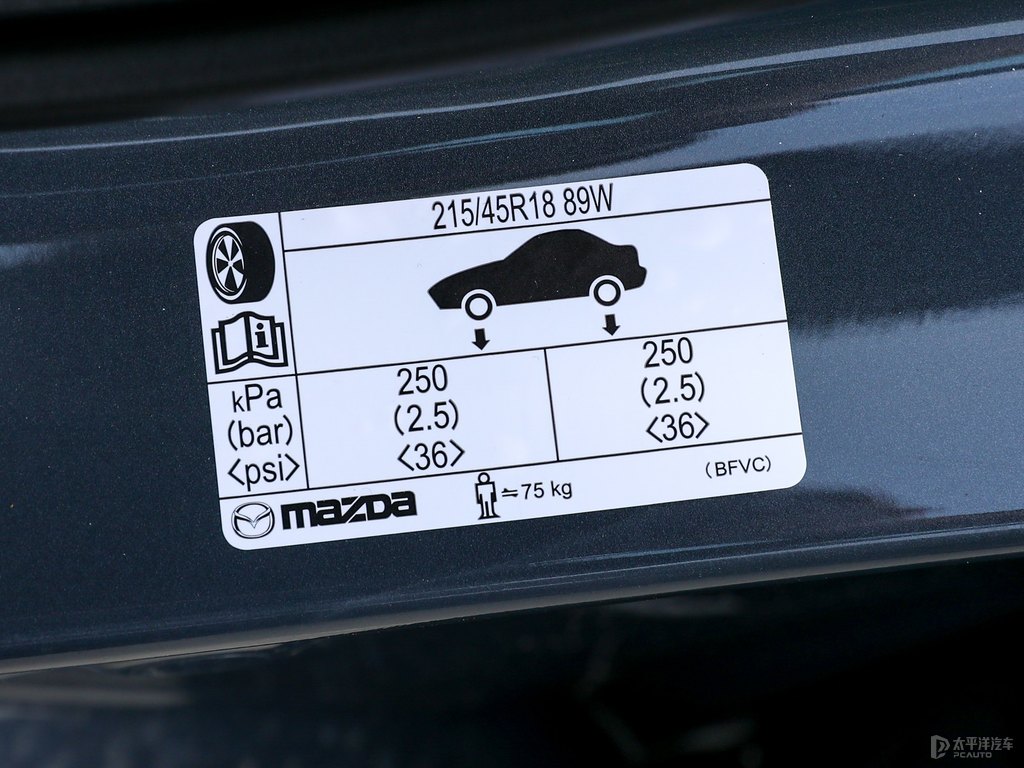 215/45R18 89W
i
kPa 250 250
(bar) (2.5) (2.5)
<psi> <36> <36>
mazda ≒75 kg (BFVC)
太平洋汽车
PCAUTO